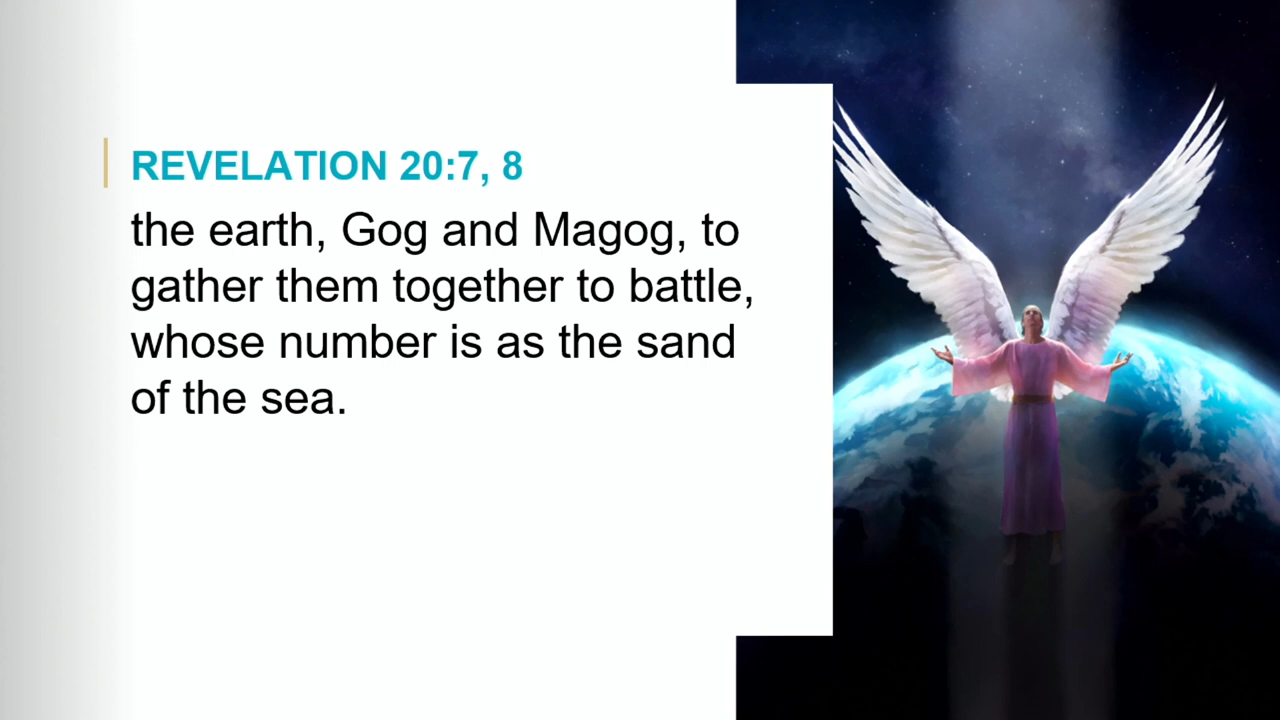 REVELATION 20:7, 8
the earth, Gog and Magog, to
gather them together to battle,
whose number is as the sand
of the sea.